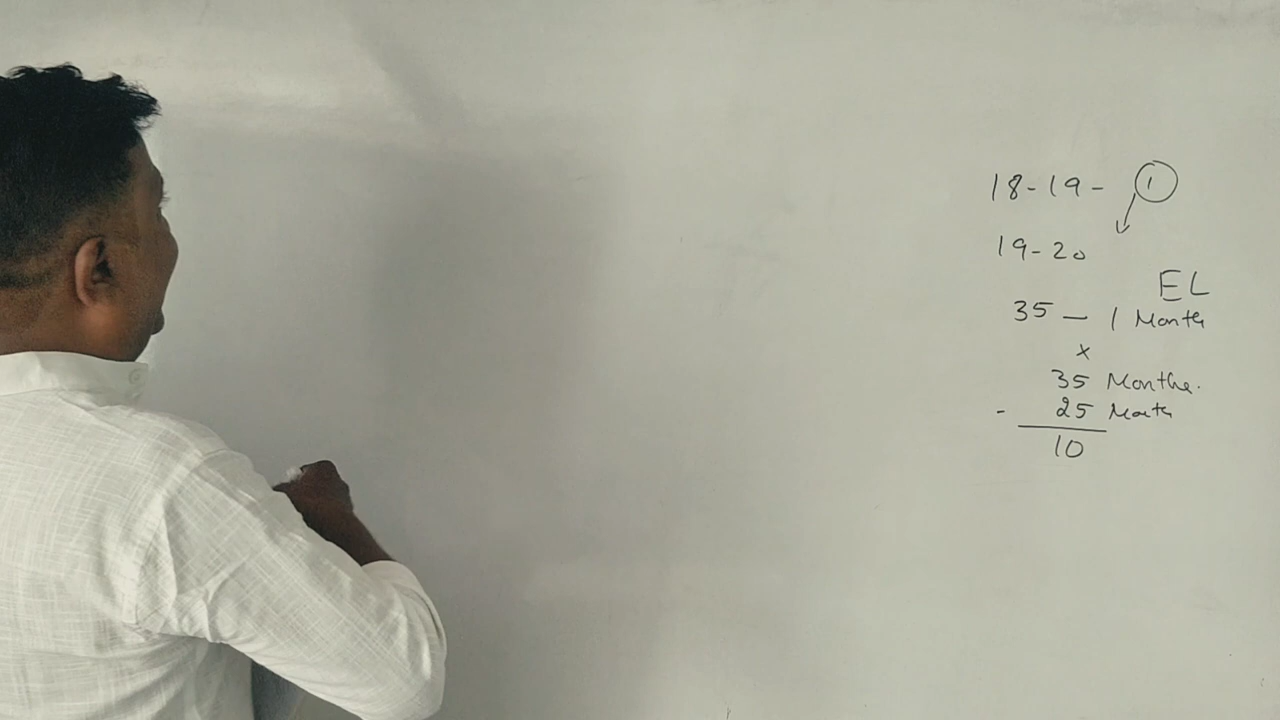 18-19- 1
19-20
EL
35 — 1 Month
x
35 Months.
- 25 Month
10